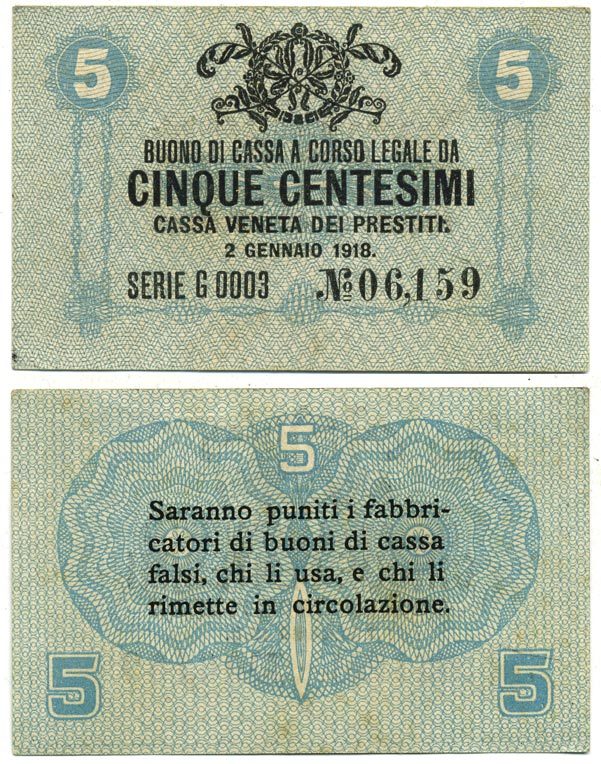 5 5
BUONO DI CASSA A CORSO LEGALE DA
CINQUE CENTESIMI
CASSA VENETA DEI PRESTITI.
2 GENNAIO 1918.
SERIE G 0003 No 06,159
5
Saranno puniti i fabbri-
catori di buoni di cassa
falsi, chi li usa, e chi li
rimette in circolazione.
5 5